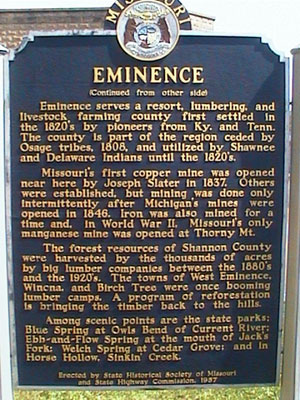 MISSOURI
EMINENCE
(Continued from other side)
Eminence serves a resort, lumbering, and
livestock farming county first settled in
the 1820's by pioneers from Ky. and Tenn.
The county is part of the region ceded by
Osage tribes, 1808, and utilized by Shawnee
and Delaware Indians until the 1820's.
Missouri's first copper mine was opened
near here by Joseph Slater in 1837. Others
were established, but mining was done only
intermittently after Michigan's mines were
opened in 1846. Iron was also mined for a
time and, in World War II, Missouri's only
manganese mine was opened at Thorny Mt.
The forest resources of Shannon County
were harvested by the thousands of acres
by big lumber companies between the 1880's
and the 1920's. The towns of West Eminence,
Winona, and Birch Tree were once booming
lumber camps. A program of reforestation
is bringing the timber back to the hills.
Among scenic points are the state parks:
Blue Spring at Owls Bend of Current River;
Ebb-and-Flow Spring at the mouth of Jack's
Fork; Welch Spring at Cedar Grove; and in
Horse Hollow, Sinkin' Creek.
Erected by State Historical Society of Missouri
and State Highway Commission, 1957